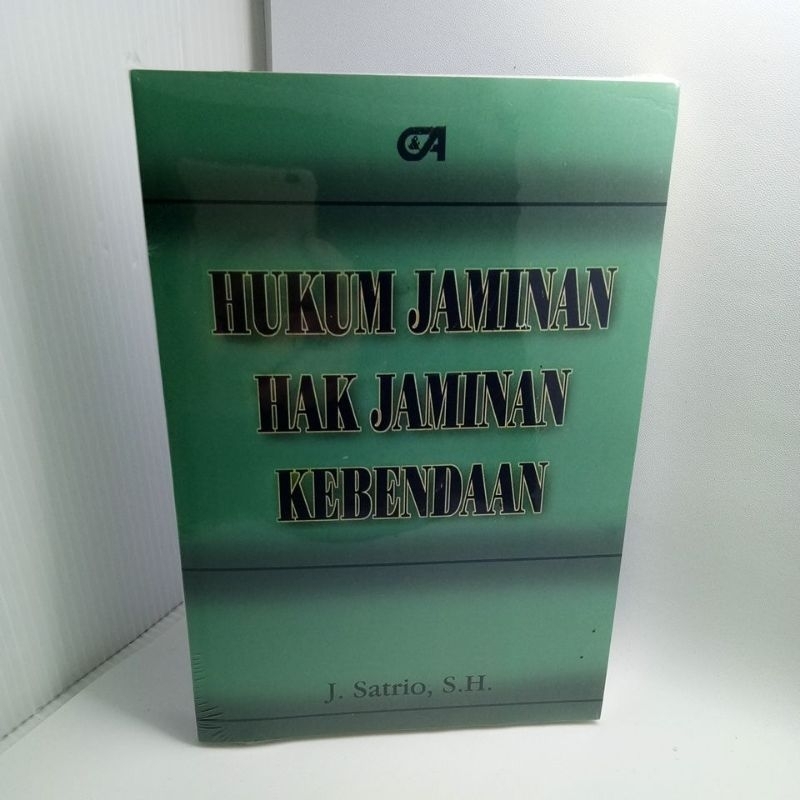 C&A
HUKUM JAMINAN
HAK JAMINAN
KEBENDAAN
J. Satrio, S.H.